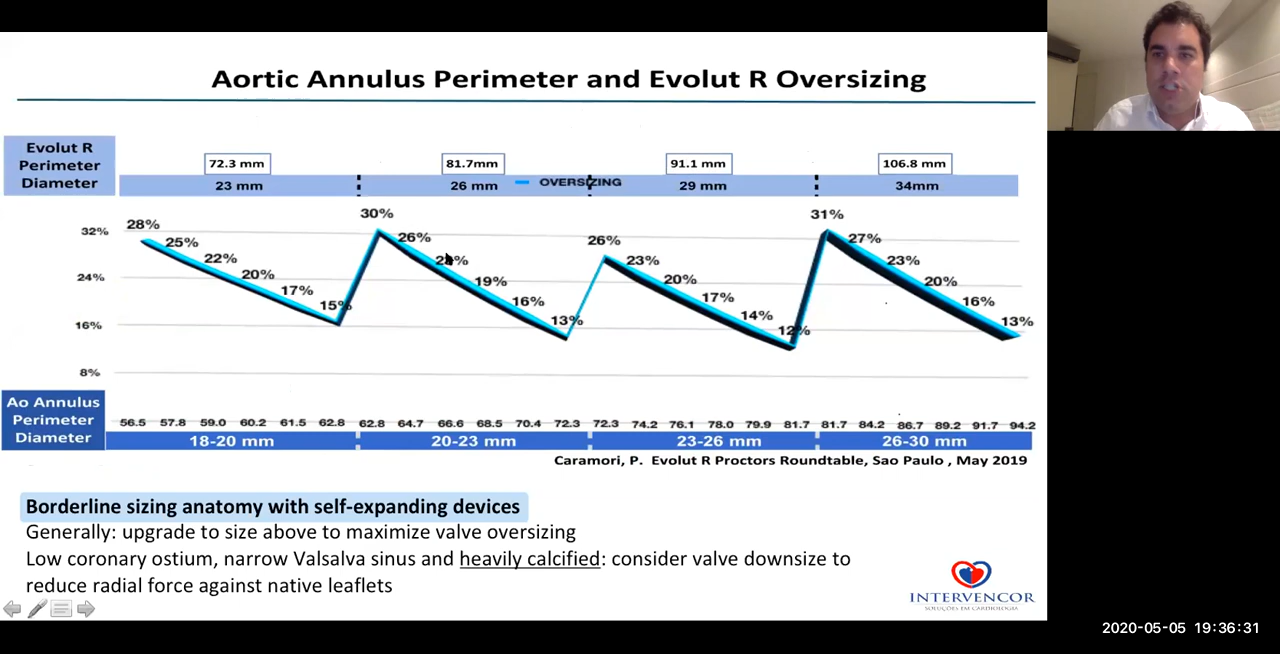 Aortic Annulus Perimeter and Evolut R Oversizing
Evolut R
Perimeter
Diameter
72.3 mm
81.7mm
91.1 mm
106.8 mm
23 mm
26 mm
OVERSIZING
29 mm
34mm
32%
24%
16%
8%
28%
25%
22%
20%
17%
15%
30%
26%
19%
16%
13%
26%
23%
20%
17%
14%
12%
31%
27%
23%
20%
16%
13%
Ao Annulus
Perimeter
Diameter
56.5 57.8 59.0 60.2 61.5 62.8 62.8 64.7 66.6 68.5 70.4 72.3 72.3 74.2 76.1 78.0 79.9 81.7 81.7 84.2 86.7 89.2 91.7 94.2
18-20 mm
20-23 mm
23-26 mm
26-30 mm
Caramori, P. Evolut R Proctors Roundtable, Sao Paulo , May 2019
Borderline sizing anatomy with self-expanding devices
Generally: upgrade to size above to maximize valve oversizing
Low coronary ostium, narrow Valsalva sinus and heavily calcified: consider valve downsize to
reduce radial force against native leaflets
INTERVENCOR
SOLUÇÕES EM CARDIOLOGIA
2020-05-05 19:36:31